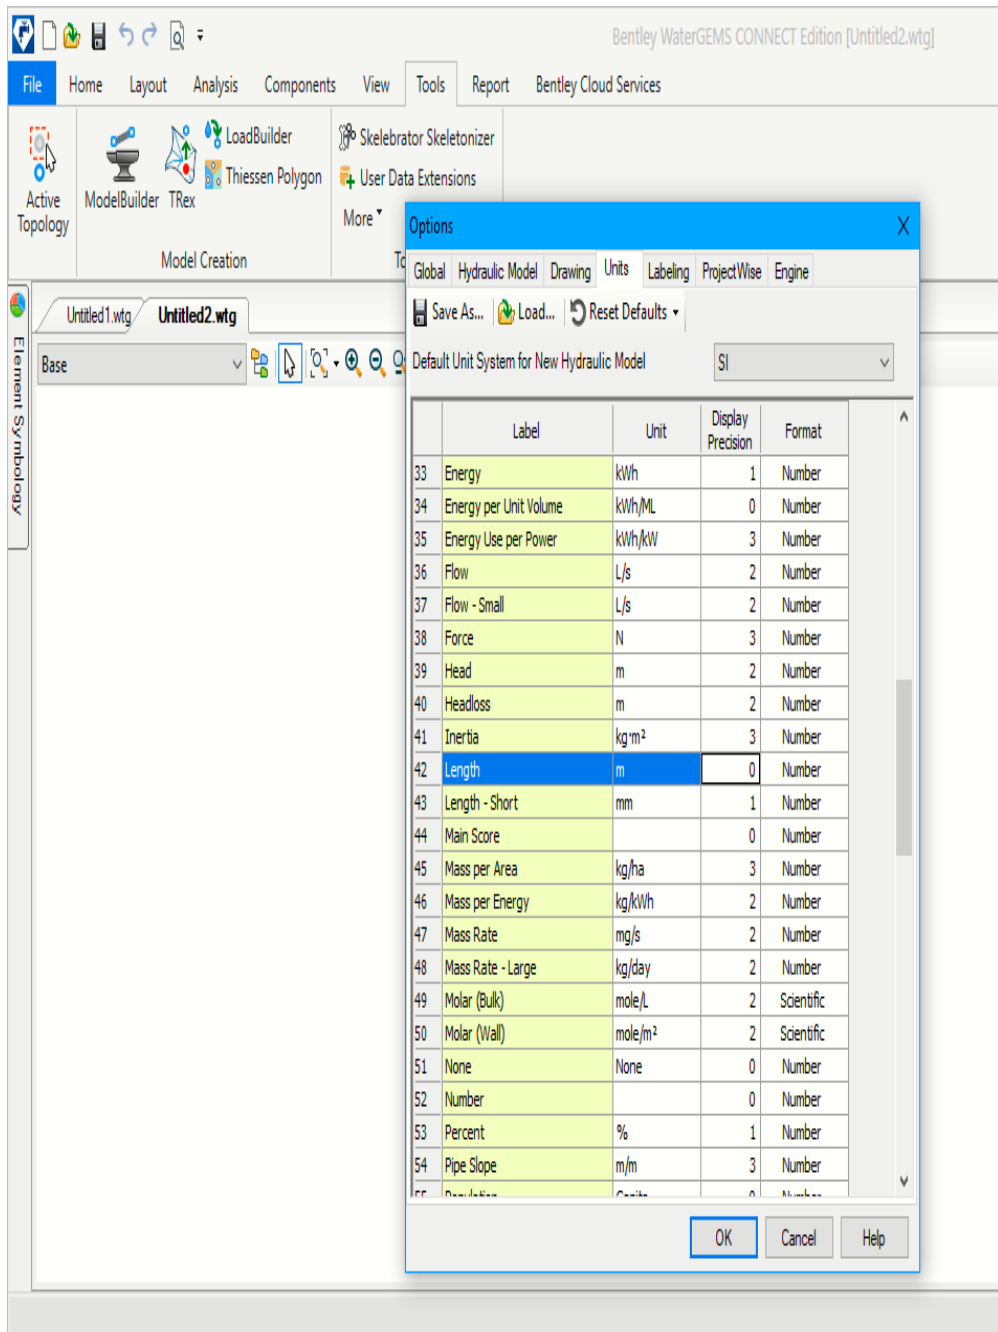 Bentley WaterGEMS CONNECT Edition [Untitled2.wtg]
File Home Layout Analysis Components View Tools Report Bentley Cloud Services
Active Topology
ModelBuilder
TRex
LoadBuilder
Thiessen Polygon
Model Creation
Skelebrator Skeletonizer
User Data Extensions
More
To
Element Symbology
Untitled1.wtg Untitled2.wtg
Base
Options
Global Hydraulic Model Drawing Units Labeling ProjectWise Engine
Save As... Load... Reset Defaults
Default Unit System for New Hydraulic Model SI
Label Unit Display Precision Format
33 Energy kWh 1 Number
34 Energy per Unit Volume kWh/ML 0 Number
35 Energy Use per Power kWh/kW 3 Number
36 Flow L/s 2 Number
37 Flow - Small L/s 2 Number
38 Force N 3 Number
39 Head m 2 Number
40 Headloss m 2 Number
41 Inertia kg·m² 3 Number
42 Length m 0 Number
43 Length - Short mm 1 Number
44 Main Score 0 Number
45 Mass per Area kg/ha 3 Number
46 Mass per Energy kg/kWh 2 Number
47 Mass Rate mg/s 2 Number
48 Mass Rate - Large kg/day 2 Number
49 Molar (Bulk) mole/L 2 Scientific
50 Molar (Wall) mole/m² 2 Scientific
51 None None 0 Number
52 Number 0 Number
53 Percent % 1 Number
54 Pipe Slope m/m 3 Number
OK Cancel Help